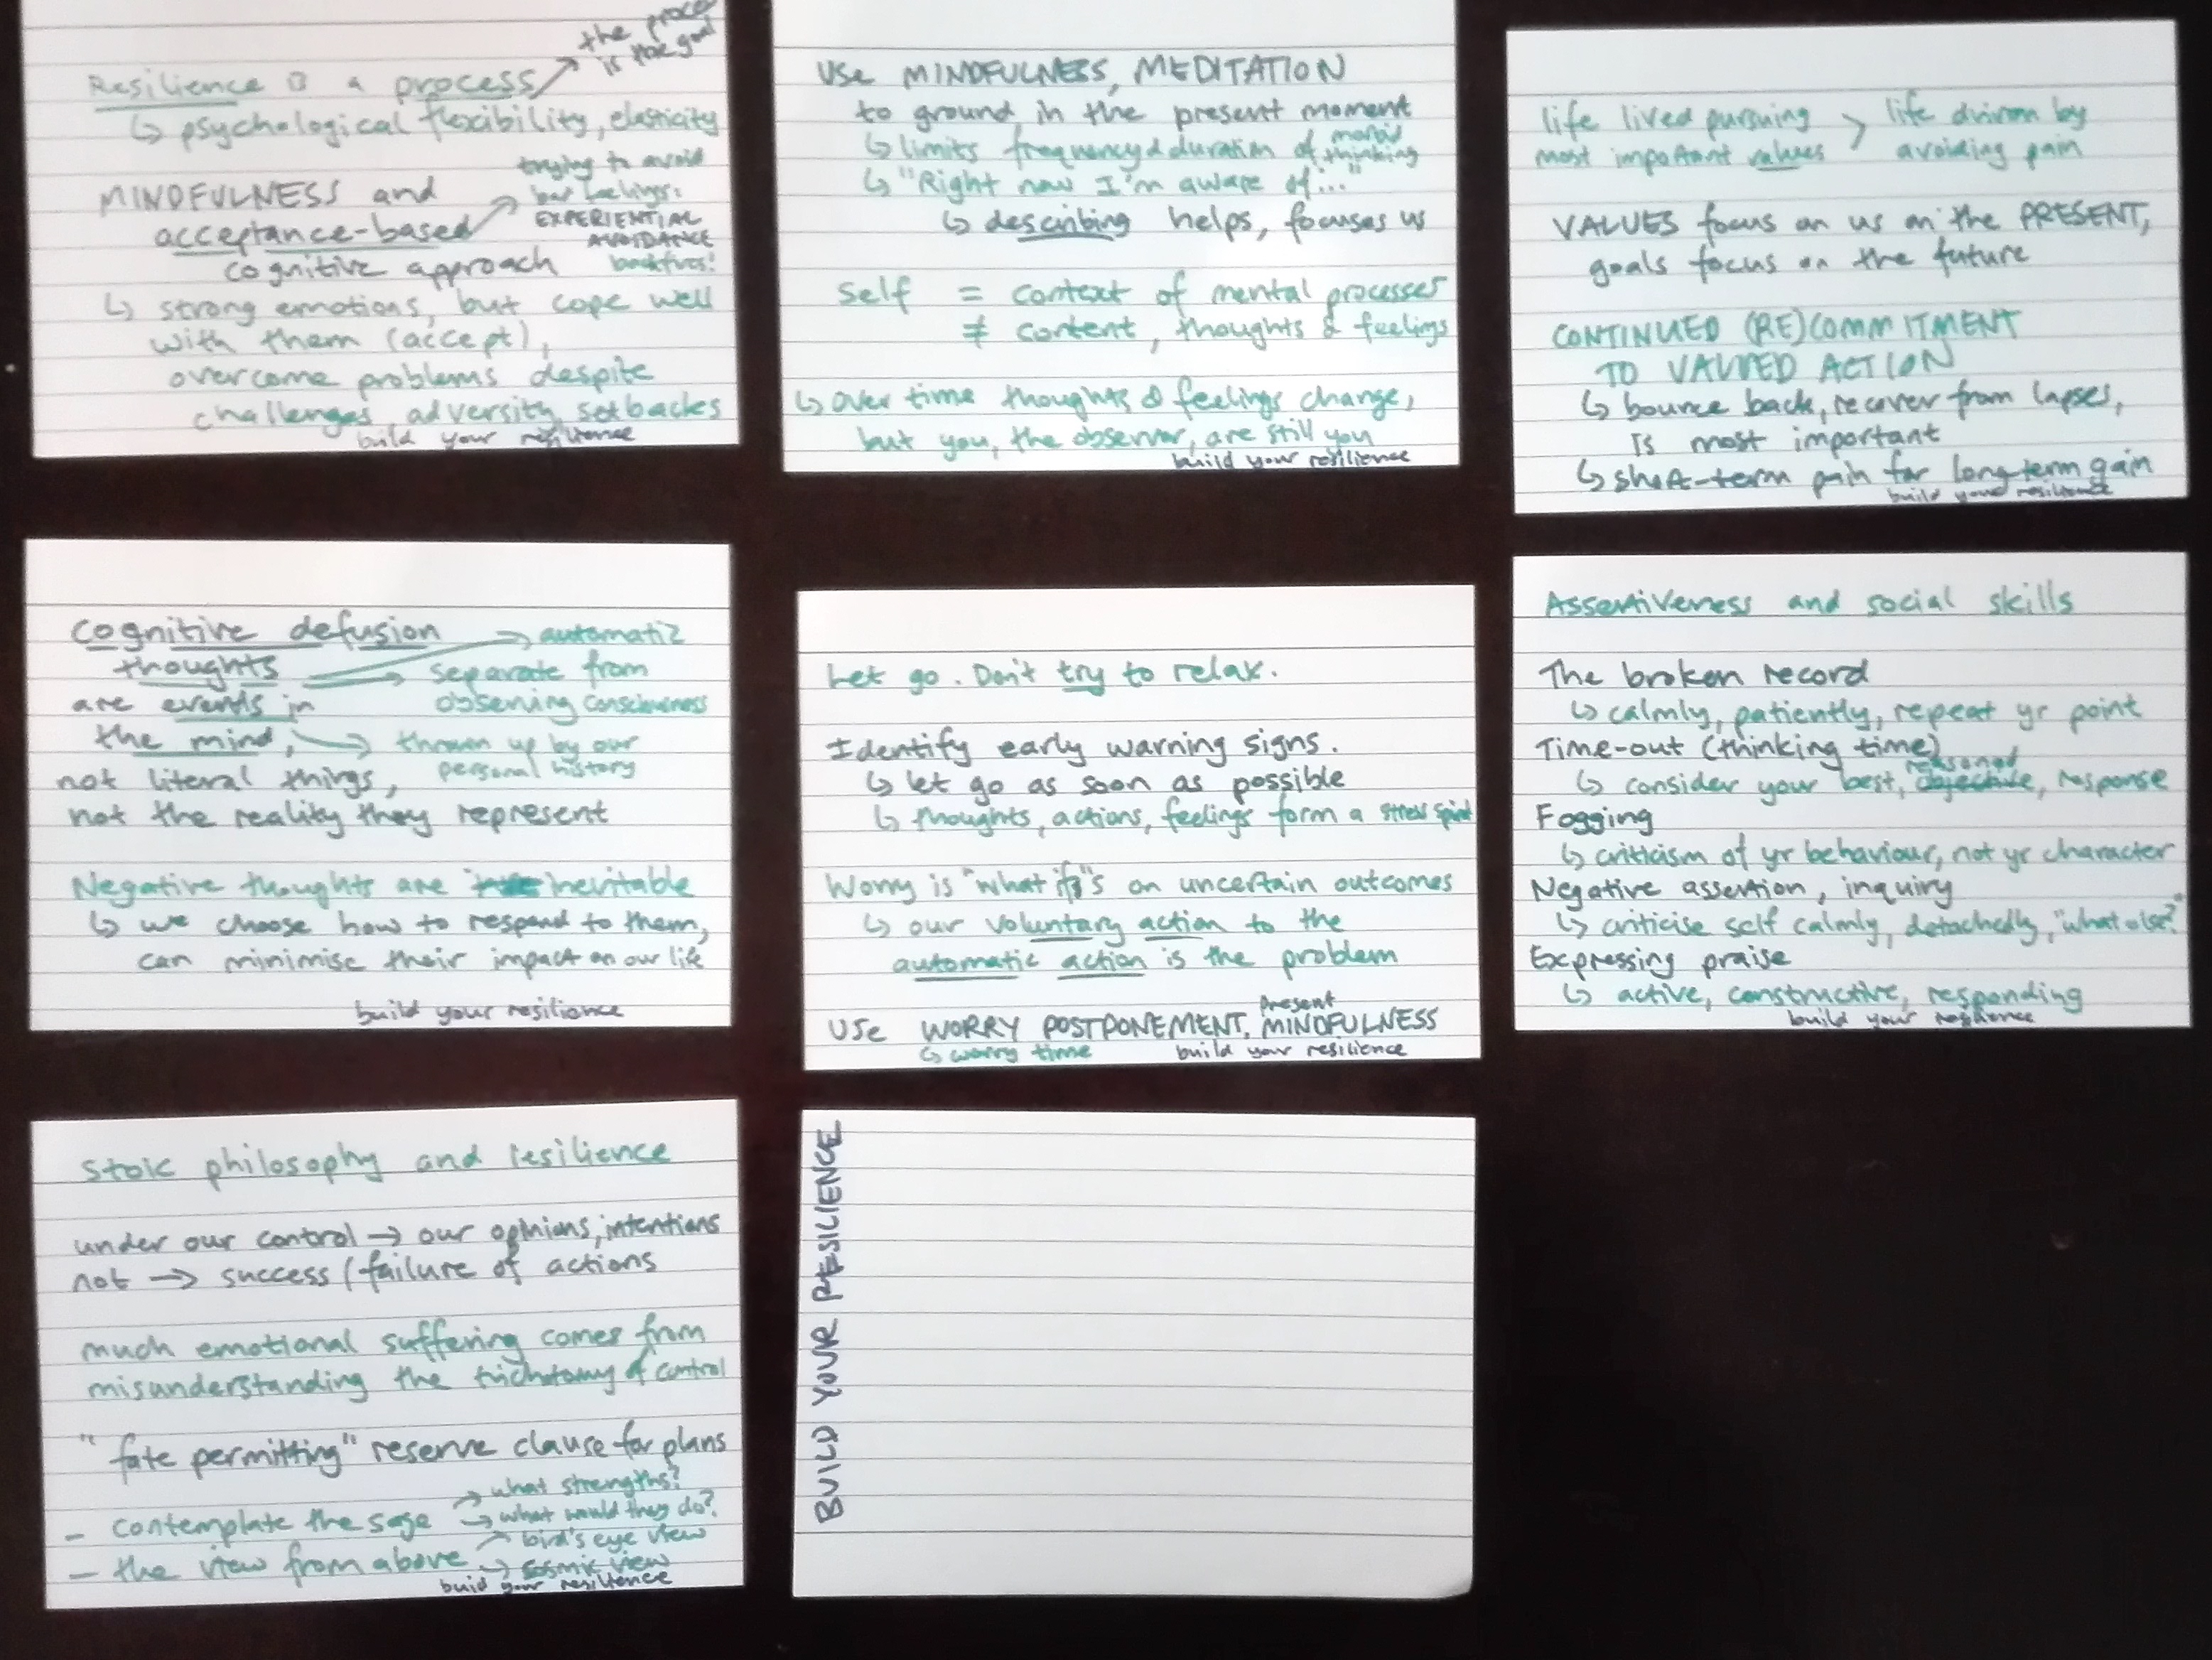 the proce
is the goal
Resilience is a process
↳ psychological flexibility, elasticity
trying to avoid
bad feelings:
MINDFULNESS and
EXPERIENTIAL
acceptance-based
AVOIDANCE
cognitive approach
backfires!
↳ strong emotions, but cope well
with them (accept),
overcome problems despite
challenges, adversity, setbacks
build your resilience
Use MINDFULNESS, MEDITATION
to ground in the present moment
↳ limits frequency & duration of morbid thinking
↳ "Right now I'm aware of..."
↳ describing helps, focuses us
Self = context of mental processes
≠ content, thoughts & feelings
↳ over time thoughts & feelings change,
but you, the observer, are still you
build your resilience
life lived pursuing > life driven by
most important values avoiding pain
VALUES focus on us on the PRESENT,
goals focus on the future
CONTINUED (RE)COMMITMENT
TO VALUED ACTION
↳ bounce back, recover from lapses,
is most important
↳ short-term pain for long-term gain
build your resilience
cognitive defusion → automatic
thoughts → separate from
are events in observing consciousness
the mind, → thrown up by our
not literal things, personal history
not the reality they represent
Negative thoughts are inevitable
↳ we choose how to respond to them,
can minimise their impact on our life
build your resilience
Let go. Don't try to relax.
Identify early warning signs.
↳ let go as soon as possible
↳ thoughts, actions, feelings form a stress spiral
Worry is "what if"s on uncertain outcomes
↳ our voluntary action to the
automatic action is the problem
present
Use WORRY POSTPONEMENT, MINDFULNESS
↳ worry time
build your resilience
Assertiveness and social skills
The broken record
↳ calmly, patiently, repeat yr point
Time-out (thinking time)
reasoned
↳ consider your best, objective, response
Fogging
↳ criticism of yr behaviour, not yr character
Negative assertion, inquiry
↳ criticise self calmly, detachedly, "what else?"
Expressing praise
↳ active, constructive, responding
build your resilience
Stoic philosophy and resilience
under our control → our opinions, intentions
not → success / failure of actions
much emotional suffering comes from
misunderstanding the trichotomy of control
"fate permitting" reserve clause for plans
→ what strengths?
- contemplate the sage → what would they do?
→ bird's eye view
- the view from above → cosmic view
build your resilience
BUILD YOUR RESILIENCE